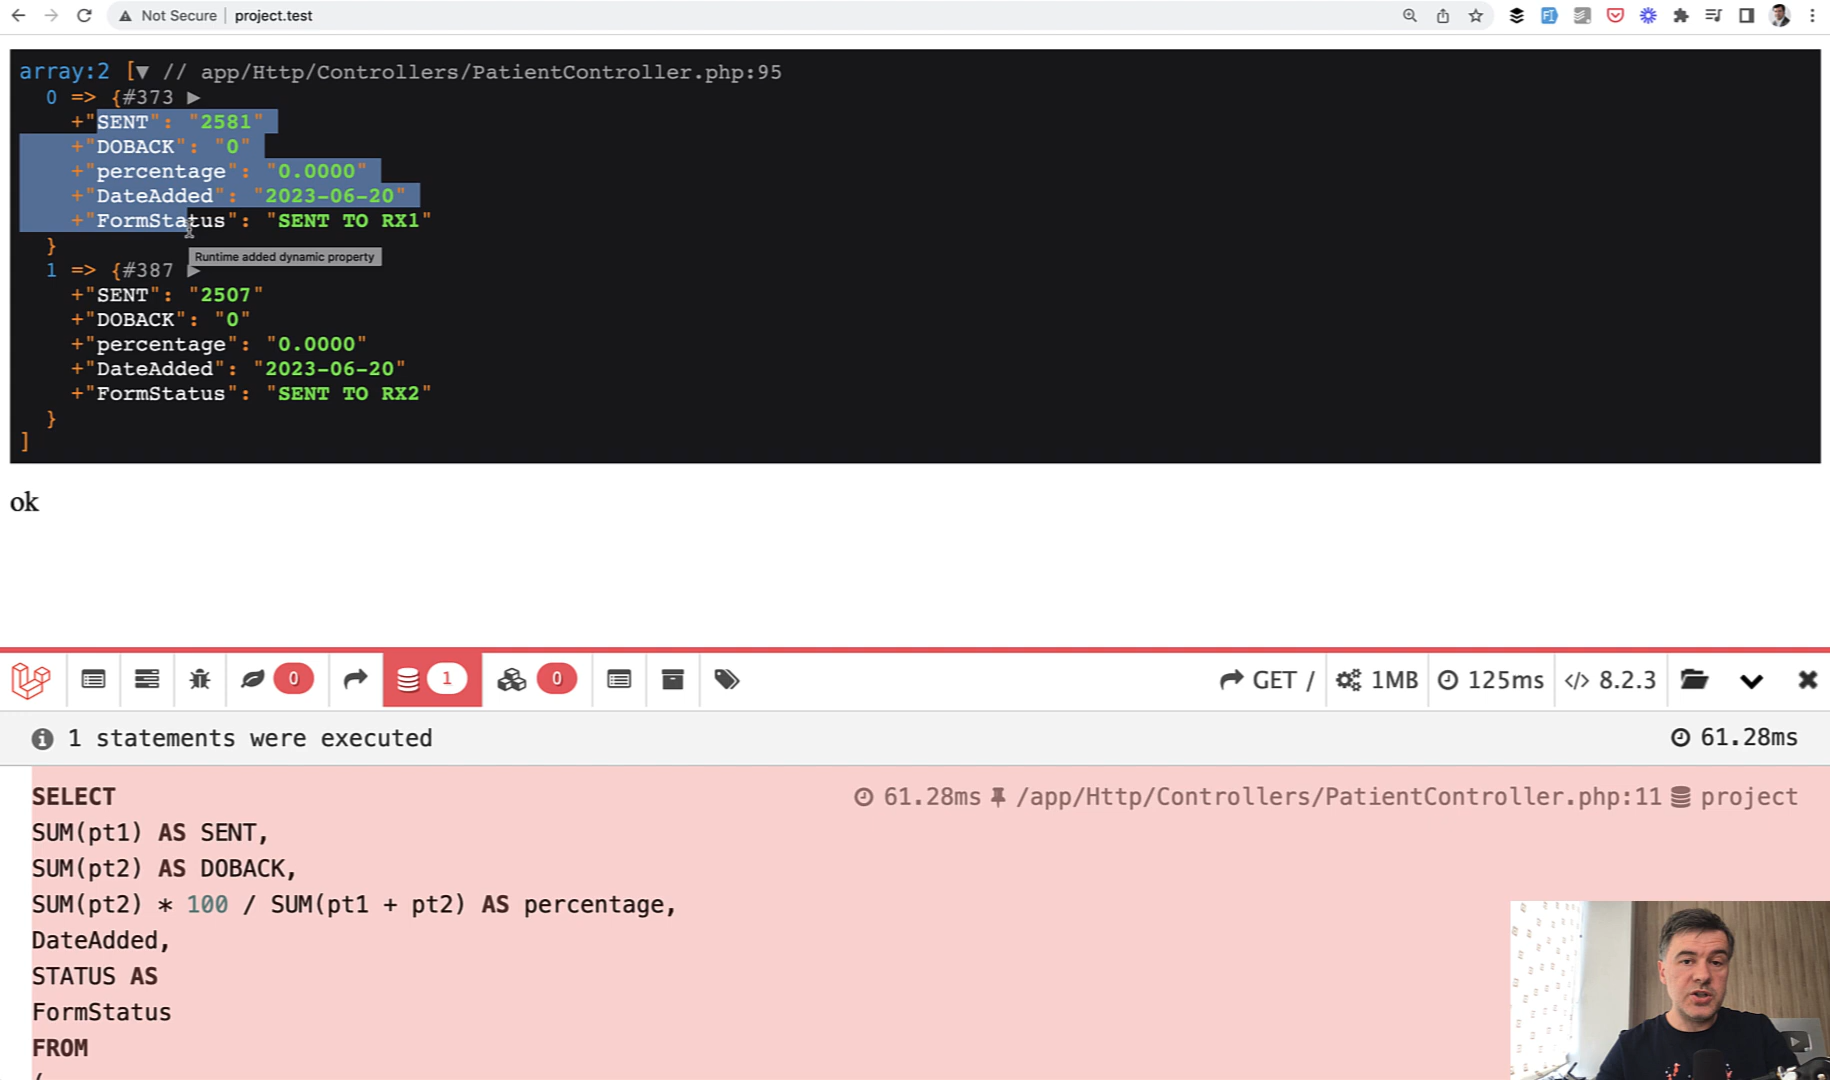 Not Secure project.test
array:2 [▼ // app/Http/Controllers/PatientController.php:95
0 => {#373 ▶
+"SENT": "2581"
+"DOBACK": "0"
+"percentage": "0.0000"
+"DateAdded": "2023-06-20"
+"FormStatus": "SENT TO RX1"
}
Runtime added dynamic property
1 => {#387 ▶
+"SENT": "2507"
+"DOBACK": "0"
+"percentage": "0.0000"
+"DateAdded": "2023-06-20"
+"FormStatus": "SENT TO RX2"
}
]
ok
0 1 0 GET / 1MB 125ms </> 8.2.3
1 statements were executed 61.28ms
SELECT 61.28ms /app/Http/Controllers/PatientController.php:11 project
SUM(pt1) AS SENT,
SUM(pt2) AS DOBACK,
SUM(pt2) * 100 / SUM(pt1 + pt2) AS percentage,
DateAdded,
STATUS AS
FormStatus
FROM
(